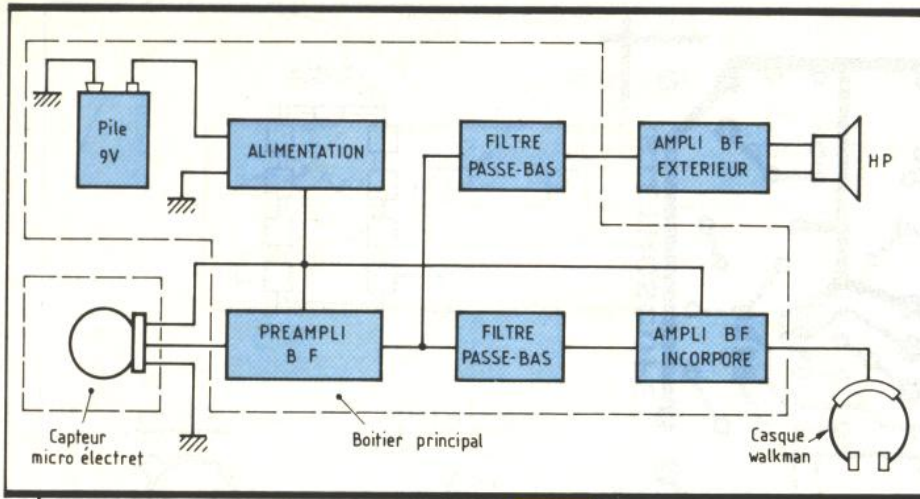 Pile
9V
ALIMENTATION
FILTRE
PASSE-BAS
AMPLI BF
EXTERIEUR
HP
PREAMPLI
B F
FILTRE
PASSE-BAS
AMPLI BF
INCORPORE
Capteur
micro électret
Boitier principal
Casque
walkman